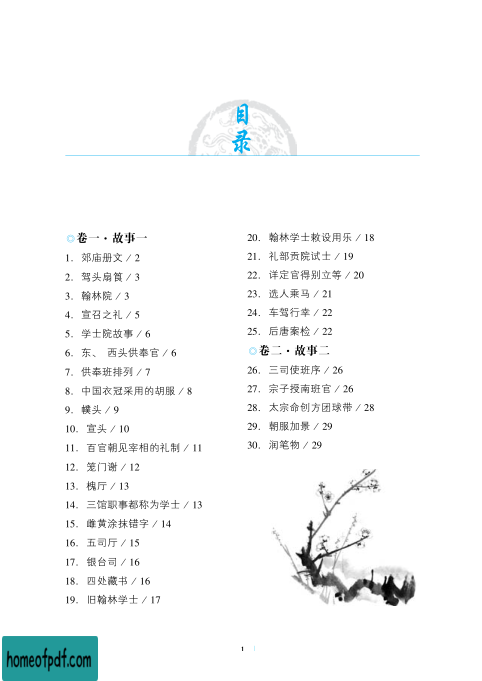 目
录
卷一·故事一
1. 郊庙册文 / 2
2. 驾头扇筤 / 3
3. 翰林院 / 3
4. 宣召之礼 / 5
5. 学士院故事 / 6
6. 东、 西头供奉官 / 6
7. 供奉班排列 / 7
8. 中国衣冠采用的胡服 / 8
9. 幞头 / 9
10. 宣头 / 10
11. 百官朝见宰相的礼制 / 11
12. 笼门谢 / 12
13. 槐厅 / 13
14. 三馆职事都称为学士 / 13
15. 雌黄涂抹错字 / 14
16. 五司厅 / 15
17. 银台司 / 16
18. 四处藏书 / 16
19. 旧翰林学士 / 17
20. 翰林学士敕设用乐 / 18
21. 礼部贡院试士 / 19
22. 详定官得别立等 / 20
23. 选人乘马 / 21
24. 车驾行幸 / 22
25. 后唐案检 / 22
卷二·故事二
26. 三司使班序 / 26
27. 宗子授南班官 / 26
28. 太宗命创方团球带 / 28
29. 朝服加景 / 29
30. 润笔物 / 29
1
homeofpdf.com